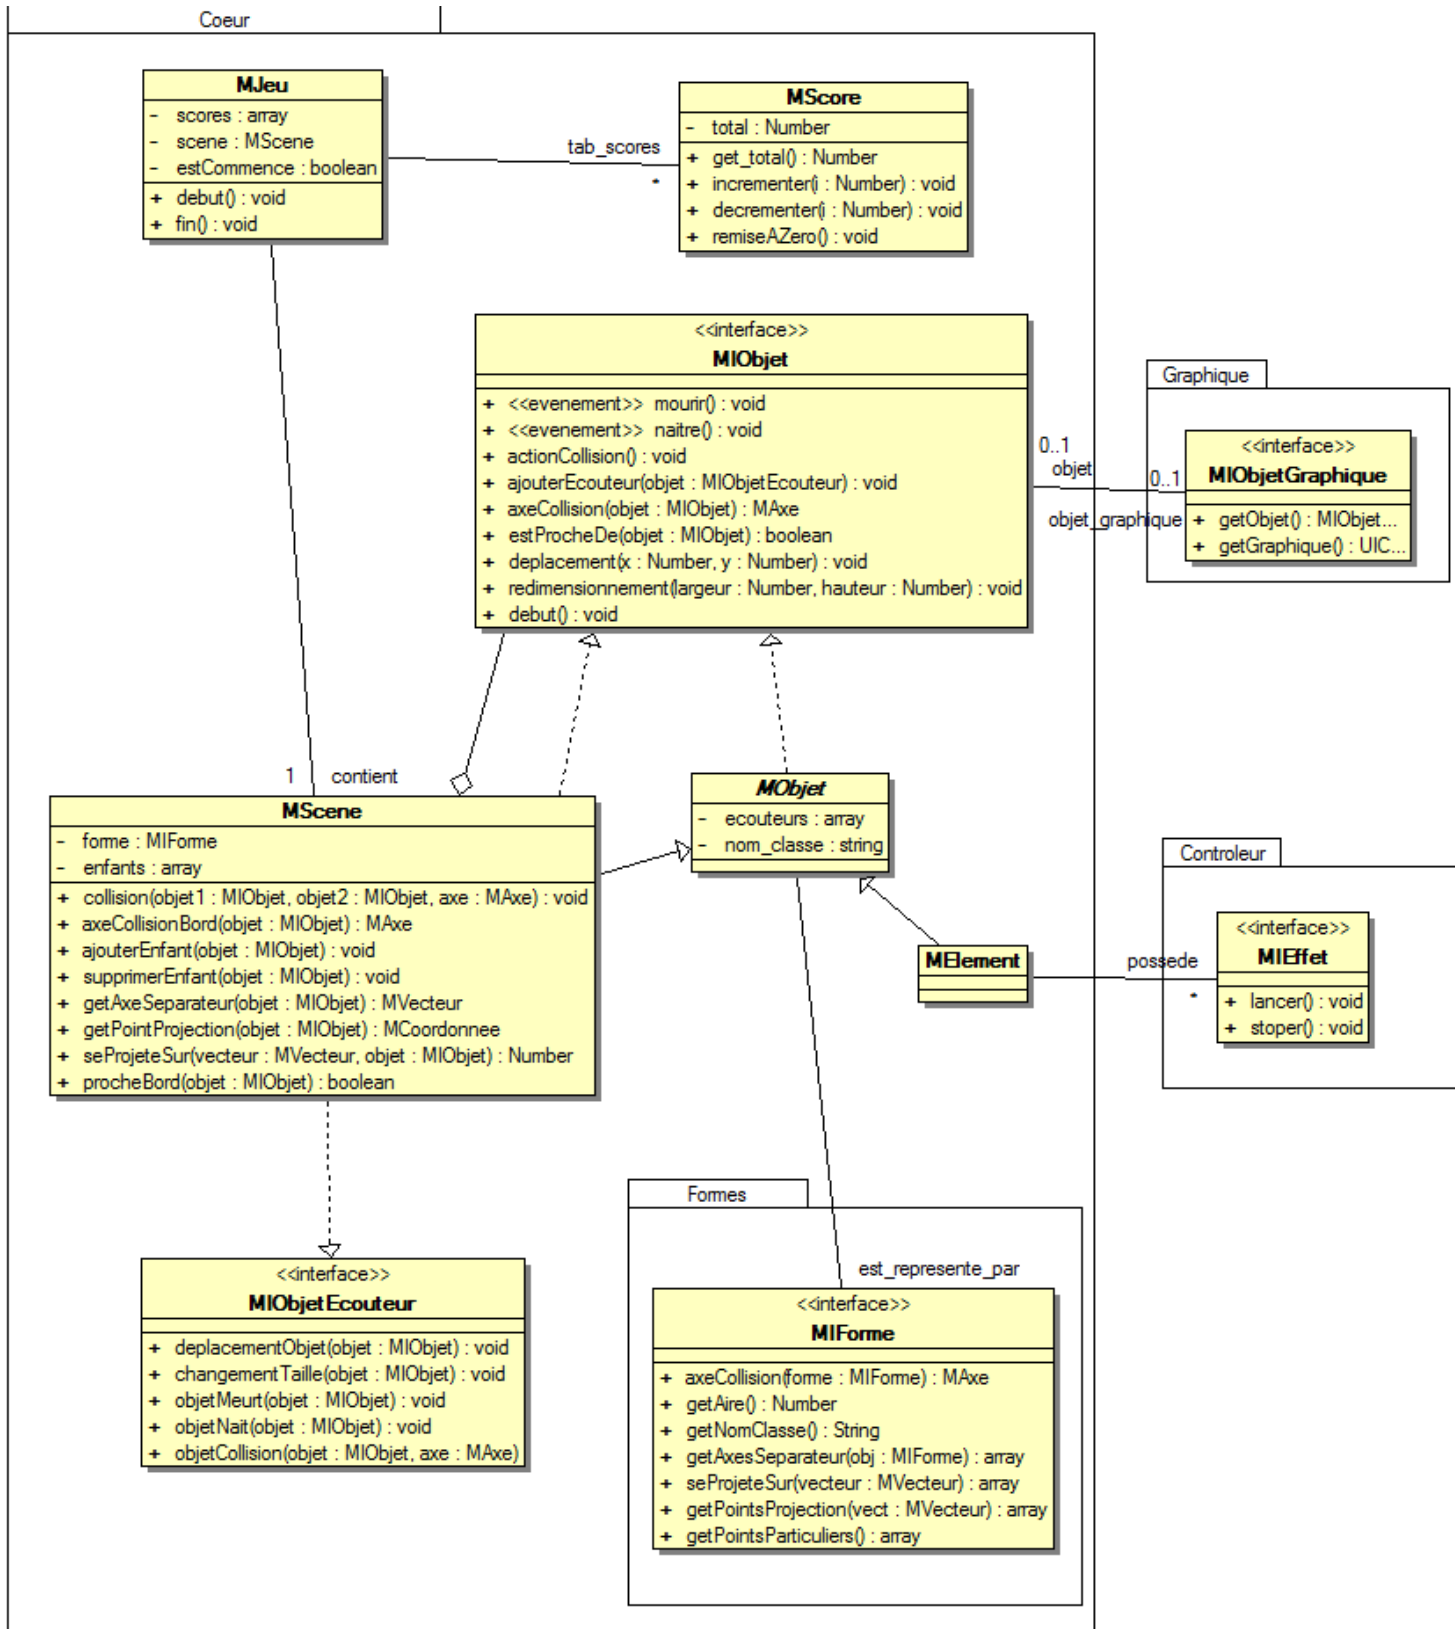 Coeur
MJeu
- scores : array
- scene : MScene
- estCommence : boolean
+ debut() : void
+ fin() : void
tab_scores
*
MScore
- total : Number
+ get_total() : Number
+ incrementer(i : Number) : void
+ decrementer(i : Number) : void
+ remiseAZero() : void
<<interface>>
MIObjet
+ <<evenement>> mourir() : void
+ <<evenement>> naitre() : void
+ actionCollision() : void
+ ajouterEcouteur(objet : MIObjetEcouteur) : void
+ axeCollision(objet : MIObjet) : MAxe
+ estProcheDe(objet : MIObjet) : boolean
+ deplacement(x : Number, y : Number) : void
+ redimensionnement(largeur : Number, hauteur : Number) : void
+ debut() : void
0..1
objet
0..1
objet_graphique
Graphique
<<interface>>
MIObjetGraphique
+ getObjet() : MIObjet...
+ getGraphique() : UIC...
1 contient
MScene
- forme : MIForme
- enfants : array
+ collision(objet1 : MIObjet, objet2 : MIObjet, axe : MAxe) : void
+ axeCollisionBord(objet : MIObjet) : MAxe
+ ajouterEnfant(objet : MIObjet) : void
+ supprimerEnfant(objet : MIObjet) : void
+ getAxeSeparateur(objet : MIObjet) : MVecteur
+ getPointProjection(objet : MIObjet) : MCoordonnee
+ seProjeteSur(vecteur : MVecteur, objet : MIObjet) : Number
+ procheBord(objet : MIObjet) : boolean
MObjet
- ecouteurs : array
- nom_classe : string
MElement
possede
*
Controleur
<<interface>>
MIEffet
+ lancer() : void
+ stoper() : void
<<interface>>
MIObjetEcouteur
+ deplacementObjet(objet : MIObjet) : void
+ changementTaille(objet : MIObjet) : void
+ objetMeurt(objet : MIObjet) : void
+ objetNait(objet : MIObjet) : void
+ objetCollision(objet : MIObjet, axe : MAxe)
Formes
est_represente_par
<<interface>>
MIForme
+ axeCollision(forme : MIForme) : MAxe
+ getAire() : Number
+ getNomClasse() : String
+ getAxesSeparateur(obj : MIForme) : array
+ seProjeteSur(vecteur : MVecteur) : array
+ getPointsProjection(vect : MVecteur) : array
+ getPointsParticuliers() : array